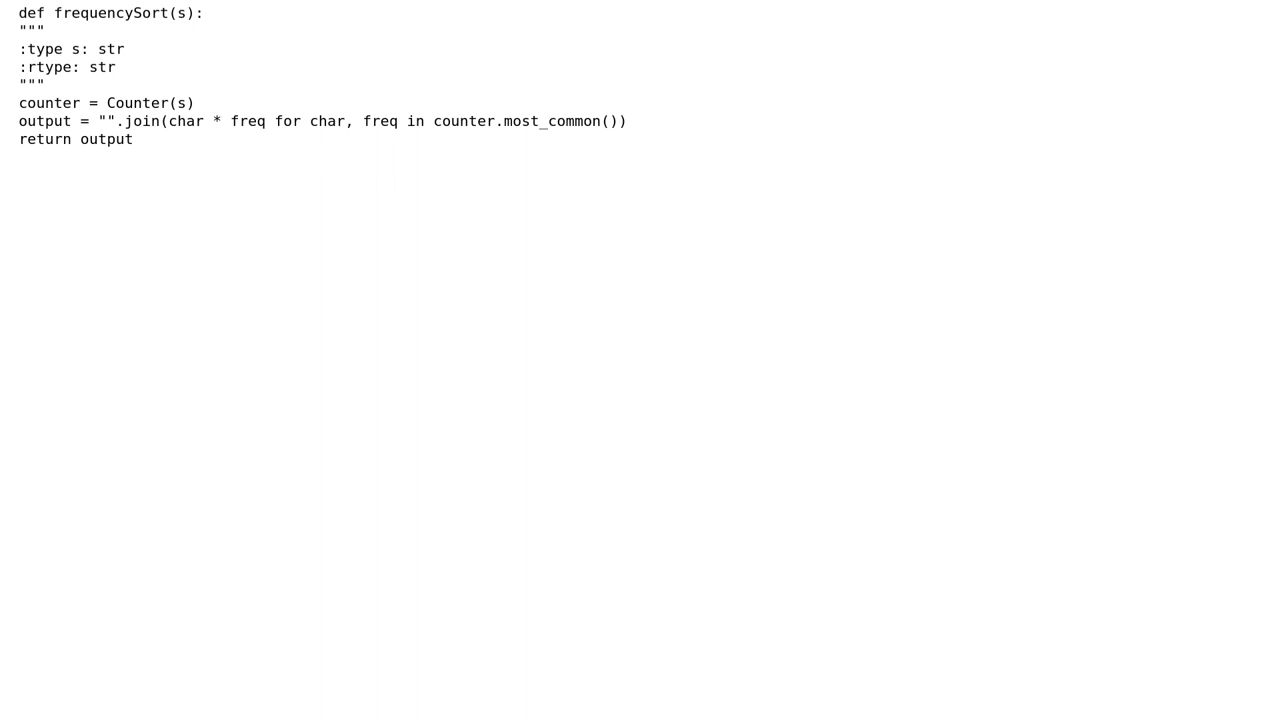 def frequencySort(s):
"""
:type s: str
:rtype: str
"""
counter = Counter(s)
output = "".join(char * freq for char, freq in counter.most_common())
return output